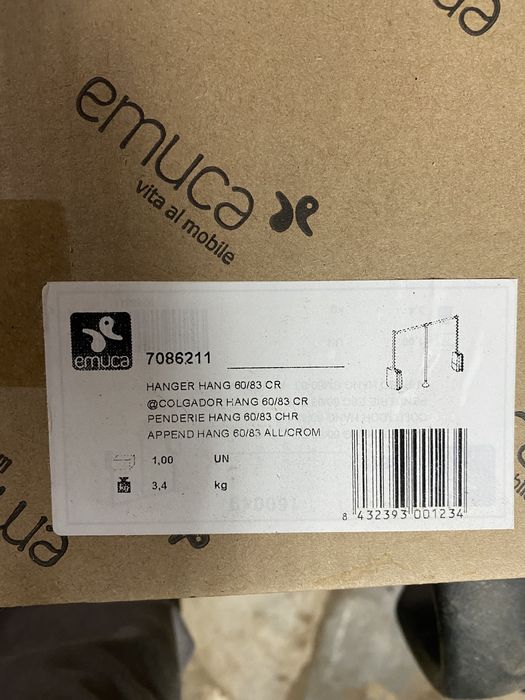 emuca
vita al mobile
emuca
7086211
HANGER HANG 60/83 CR
@COLGADOR HANG 60/83 CR
PENDERIE HANG 60/83 CHR
APPEND HANG 60/83 ALL/CROM
1,00 UN
kg 3,4 kg
8 432393 001234